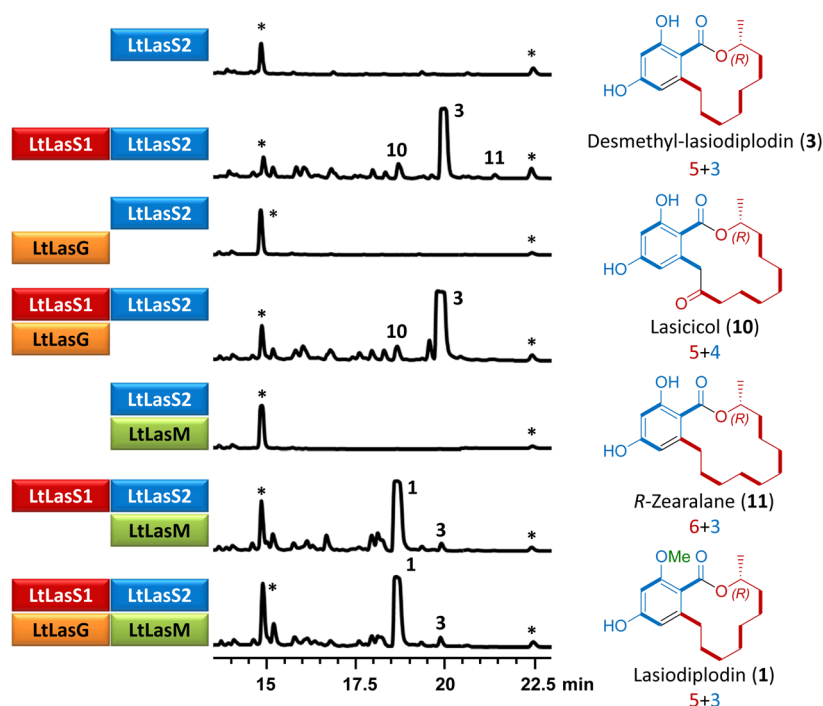 LtLasS2
*
*
LtLasS1 LtLasS2
*
10
3
11
*
LtLasS2
LtLasG
*
*
LtLasS1 LtLasS2
LtLasG
*
10
3
*
LtLasS2
LtLasM
*
*
LtLasS1 LtLasS2
LtLasM
*
1
3
*
LtLasS1 LtLasS2
LtLasG LtLasM
*
1
3
*
15 17.5 20 22.5 min
OH O
O (R)
HO
Desmethyl-lasiodiplodin (3)
5+3
OH O
O (R)
HO
O
Lasicicol (10)
5+4
OH O
O (R)
HO
R-Zearalane (11)
6+3
OMe O
O (R)
HO
Lasiodiplodin (1)
5+3